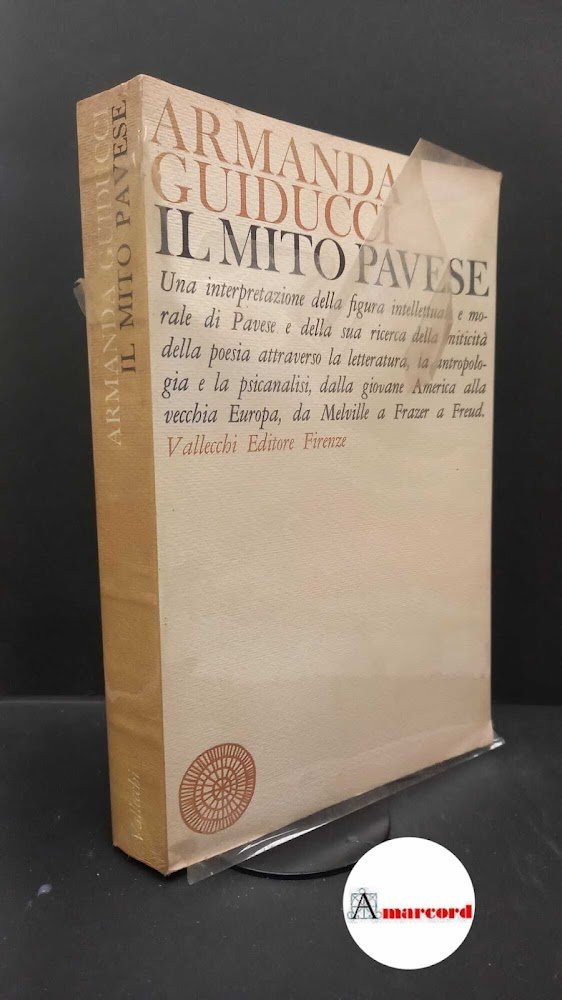 ARMANDA GUIDUCCI
IL MITO PAVESE
Vallecchi
ARMANDA
GUIDUCCI
IL MITO PAVESE
Una interpretazione della figura intellettuale e mo-
rale di Pavese e della sua ricerca della miticità
della poesia attraverso la letteratura, la antropolo-
gia e la psicanalisi, dalla giovane America alla
vecchia Europa, da Melville a Frazer a Freud.
Vallecchi Editore Firenze
Amarcord